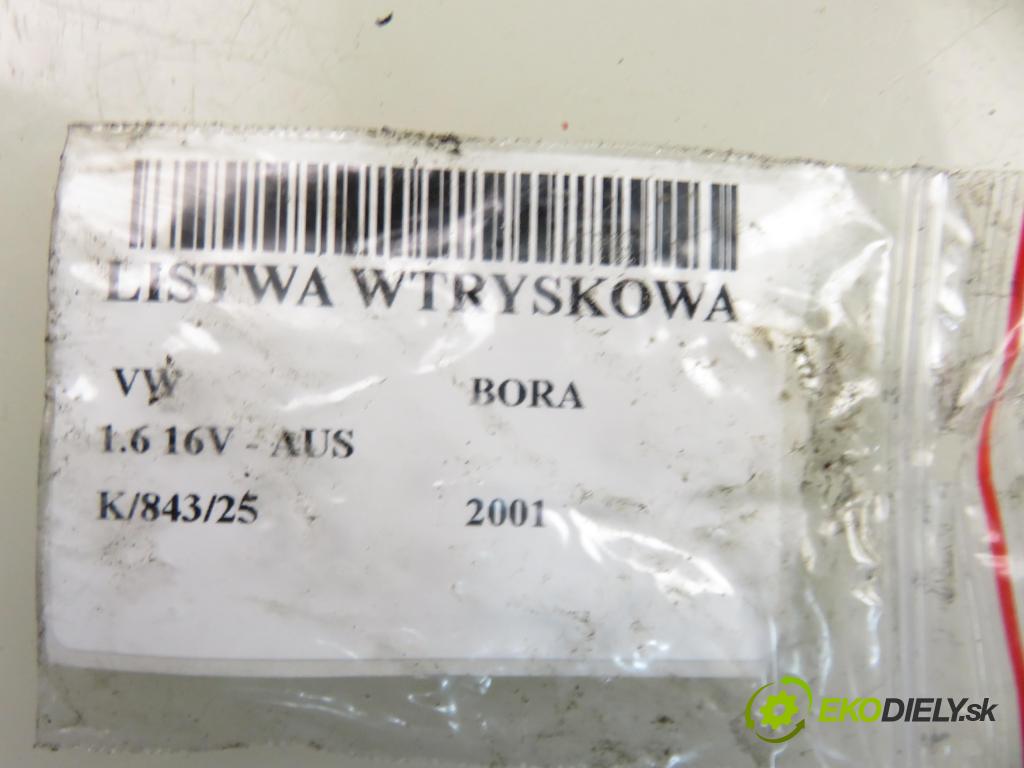 LISTWA WTRYSKOWA
VW BORA
1.6 16V - AUS
K/843/25 2001
EKODIELY.sk